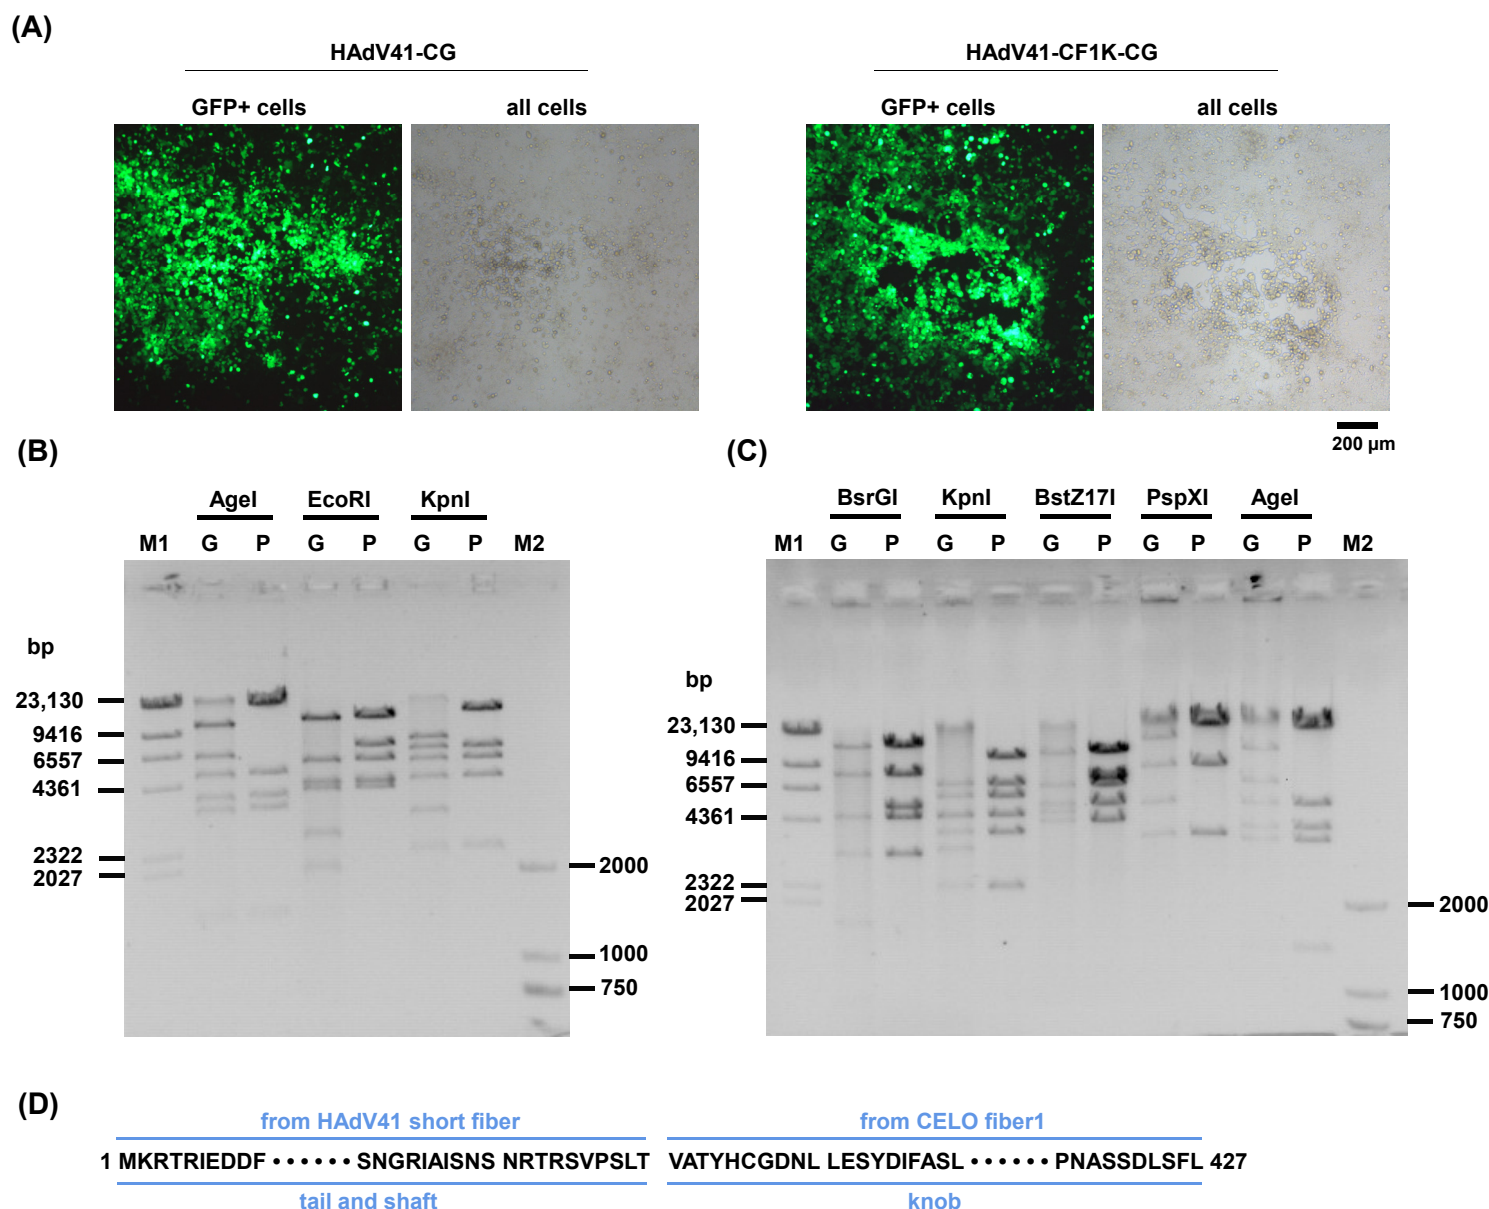 (A)
HAdV41-CG
HAdV41-CF1K-CG
GFP+ cells
all cells
GFP+ cells
all cells
200 µm
(B)
AgeI
EcoRI
KpnI
M1 G P G P G P M2
bp
23,130
9416
6557
4361
2322
2027
2000
1000
750
(C)
BsrGI
KpnI
BstZ17I
PspXI
AgeI
M1 G P G P G P G P G P M2
bp
23,130
9416
6557
4361
2322
2027
2000
1000
750
(D)
from HAdV41 short fiber
from CELO fiber1
1 MKRTRIEDDF • • • • • • SNGRIAISNS NRTRSVPSLT VATYHCGDNL LESYDIFASL • • • • • • PNASSDLSFL 427
tail and shaft
knob